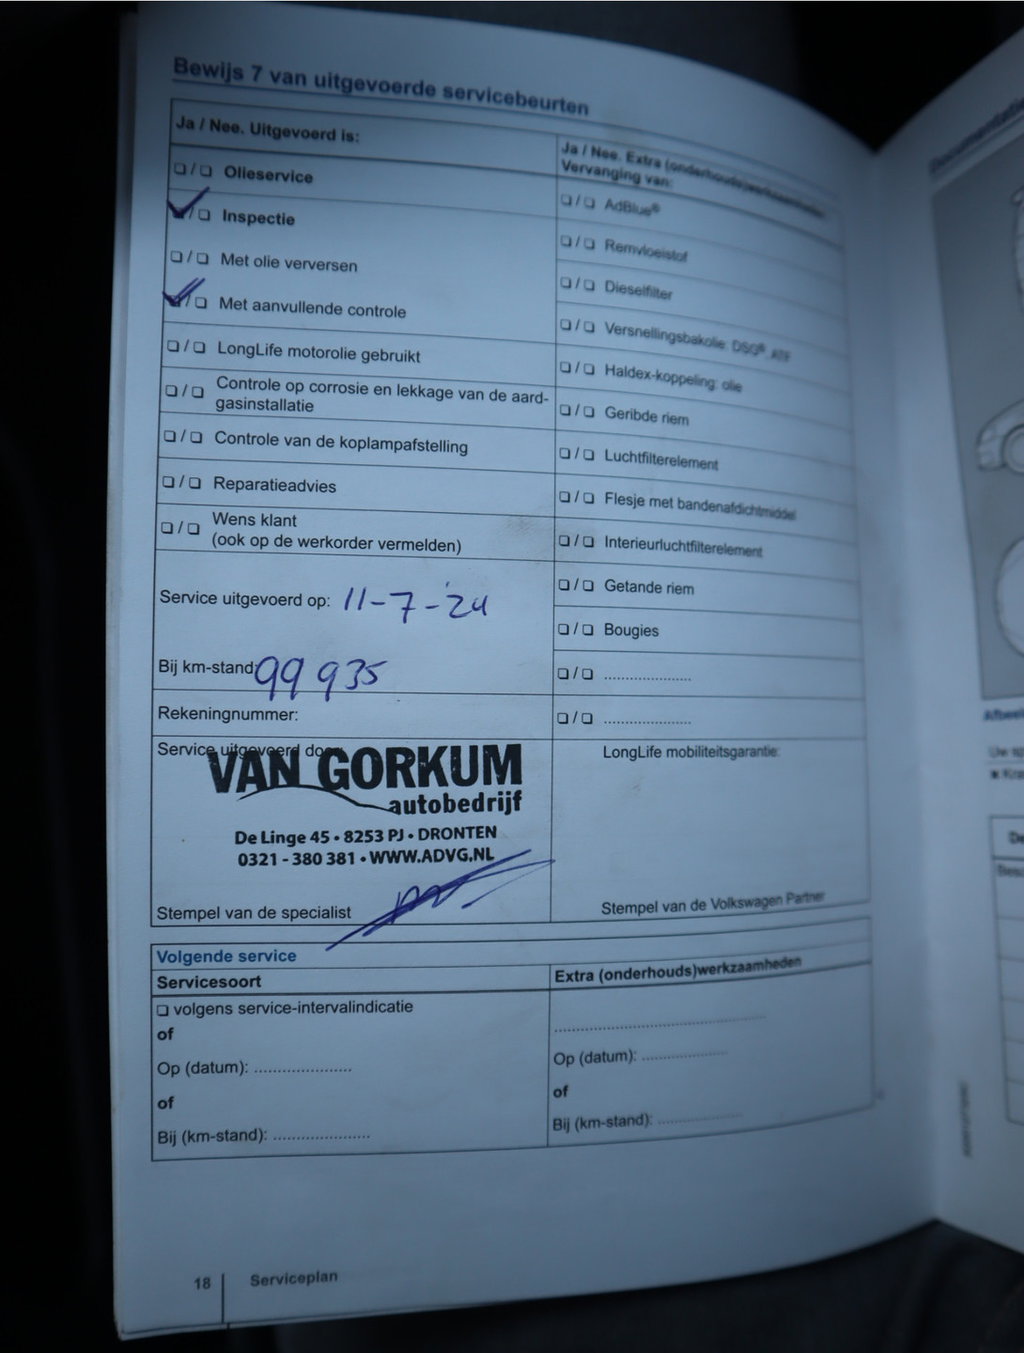 Bewijs 7 van uitgevoerde servicebeurten
Ja / Nee. Uitgevoerd is:
❑ / ❑ Olieservice
✓ / ❑ Inspectie
❑ / ❑ Met olie verversen
✓ / ❑ Met aanvullende controle
❑ / ❑ LongLife motorolie gebruikt
❑ / ❑ Controle op corrosie en lekkage van de aard-
gasinstallatie
❑ / ❑ Controle van de koplampafstelling
❑ / ❑ Reparatieadvies
❑ / ❑ Wens klant
(ook op de werkorder vermelden)
Service uitgevoerd op: 11-7-'24
Bij km-stand 99 935
Rekeningnummer:
Service uitgevoerd door
VAN GORKUM
autobedrijf
De Linge 45 • 8253 PJ • DRONTEN
0321 - 380 381 • WWW.ADVG.NL
Stempel van de specialist
Ja / Nee. Extra (onderhouds)werkzaamheden
Vervanging van:
❑ / ❑ AdBlue®
❑ / ❑ Remvloeistof
❑ / ❑ Dieselfilter
❑ / ❑ Versnellingsbakolie: DSG®, ATF
❑ / ❑ Haldex-koppeling: olie
❑ / ❑ Geribde riem
❑ / ❑ Luchtfilterelement
❑ / ❑ Flesje met bandenafdichtmiddel
❑ / ❑ Interieurluchtfilterelement
❑ / ❑ Getande riem
❑ / ❑ Bougies
❑ / ❑ .....................
❑ / ❑ .....................
LongLife mobiliteitsgarantie:
Stempel van de Volkswagen Partner
Volgende service
Servicesoort
❑ volgens service-intervalindicatie
of
Op (datum): .......................
of
Bij (km-stand): .......................
Extra (onderhouds)werkzaamheden
..................................................
Op (datum): ....................
of
Bij (km-stand): ....................
18 Serviceplan